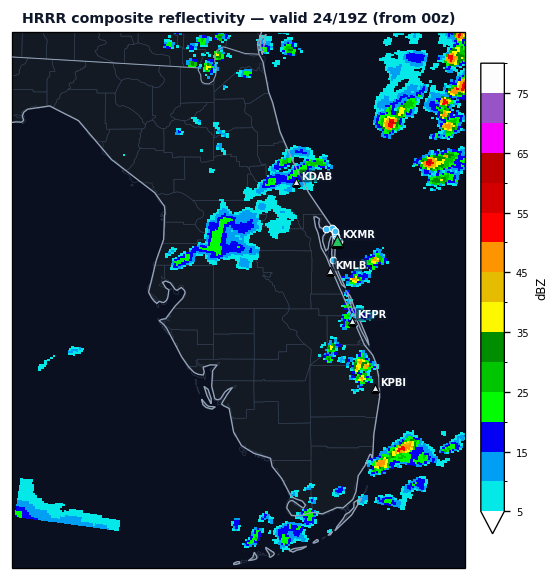 HRRR composite reflectivity — valid 24/19Z (from 00z)
75
65
55
45
35
25
15
5
dBZ
KDAB
KXMR
KMLB
KFPR
KPBI